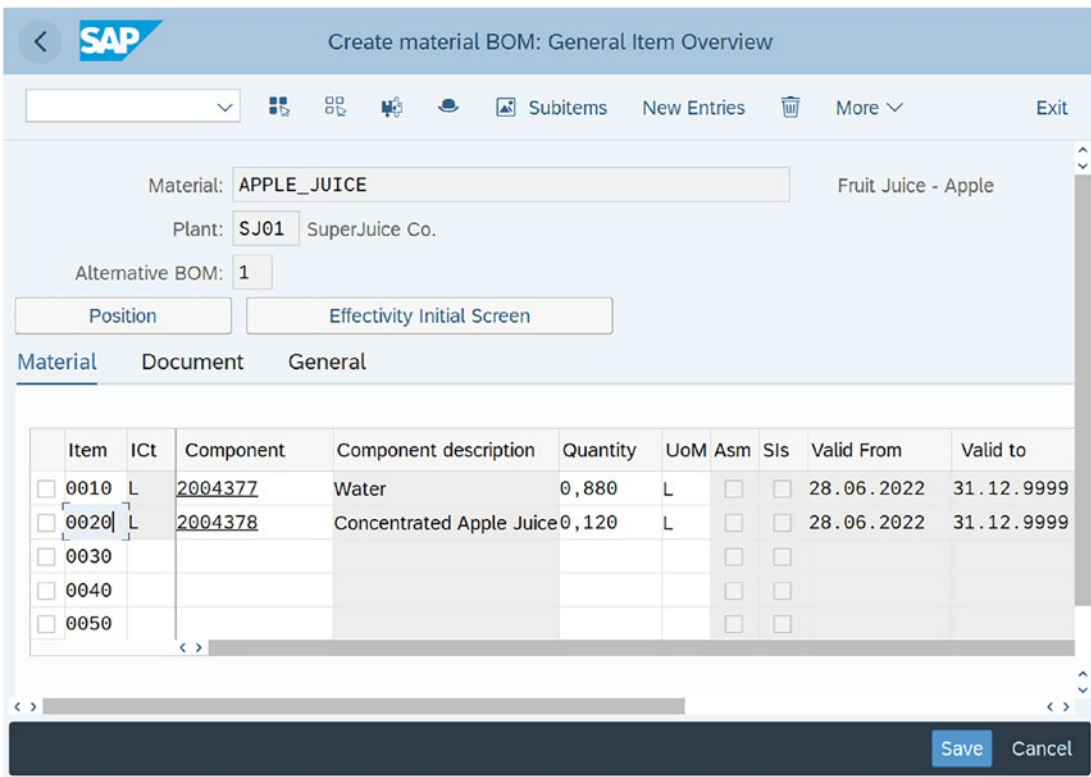 SAP Create material BOM: General Item Overview
Subitems New Entries More Exit
Material: APPLE_JUICE Fruit Juice - Apple
Plant: SJ01 SuperJuice Co.
Alternative BOM: 1
Position Effectivity Initial Screen
Material Document General
Item ICt Component Component description Quantity UoM Asm SIs Valid From Valid to
0010 L 2004377 Water 0,880 L 28.06.2022 31.12.9999
0020 L 2004378 Concentrated Apple Juice 0,120 L 28.06.2022 31.12.9999
0030
0040
0050
Save Cancel